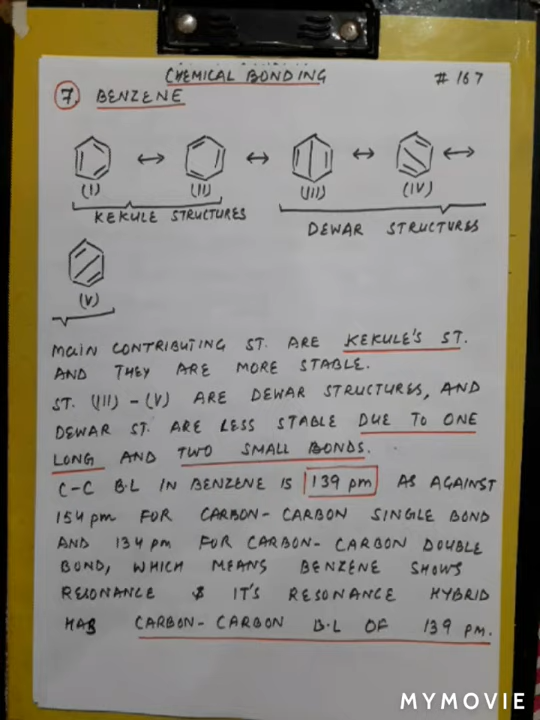 CHEMICAL BONDING # 167
7. BENZENE
(I) (II) (III) (IV)
KEKULE STRUCTURES
DEWAR STRUCTURES
(V)
MaiN CONTRIBUTING ST. ARE KEKULE'S ST.
AND THEY ARE MORE STABLE.
ST. (III) - (V) ARE DEWAR STRUCTURES, AND
DEWAR ST. ARE LESS STABLE DUE TO ONE
LONG AND TWO SMALL BONDS.
C-C B.L IN BENZENE IS 139 pm AS AGAINST
154 pm FOR CARBON-CARBON SINGLE BOND
AND 134 pm FOR CARBON-CARBON DOUBLE
BOND, WHICH MEANS BENZENE SHOWS
RESONANCE & IT'S RESONANCE HYBRID
HAS CARBON-CARBON B.L OF 139 pm.
MYMOVIE